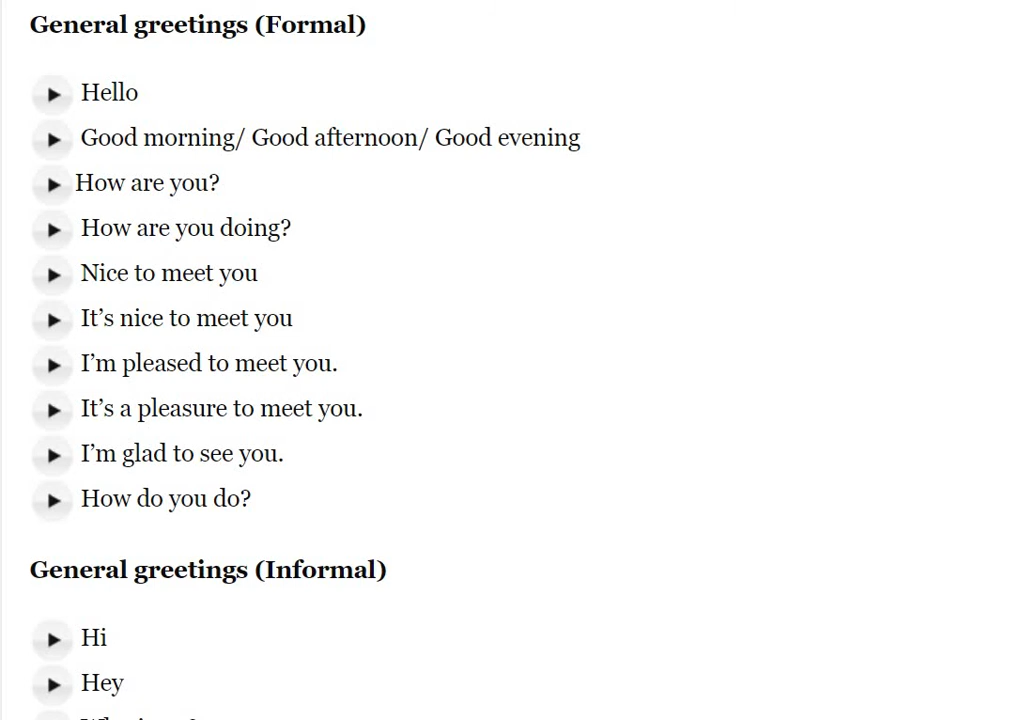 General greetings (Formal)
Hello
Good morning/ Good afternoon/ Good evening
How are you?
How are you doing?
Nice to meet you
It’s nice to meet you
I’m pleased to meet you.
It’s a pleasure to meet you.
I’m glad to see you.
How do you do?
General greetings (Informal)
Hi
Hey